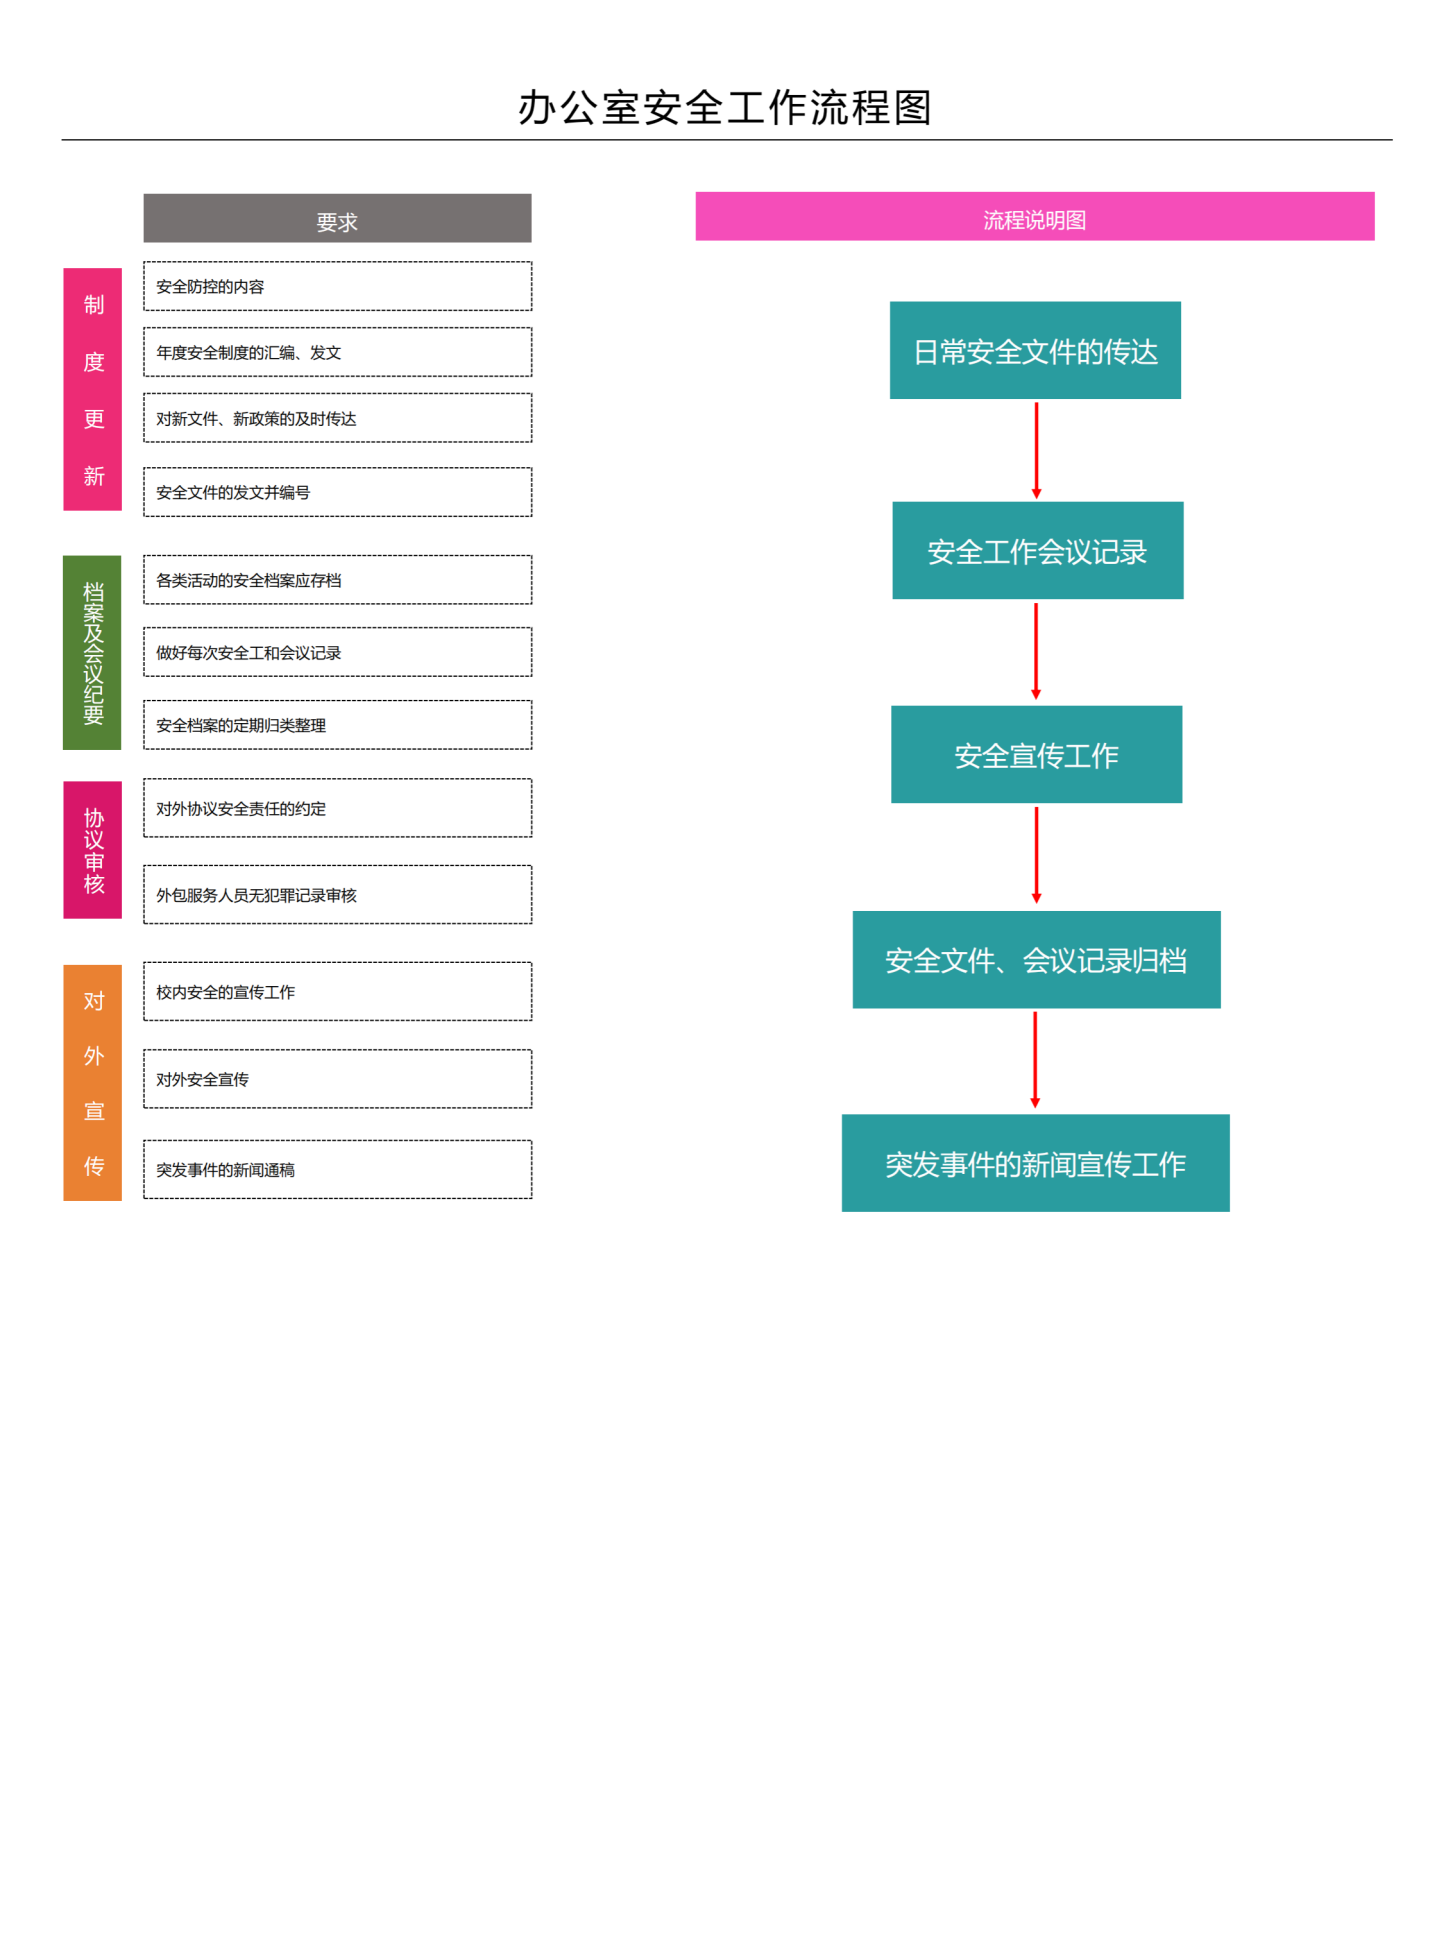 办公室安全工作流程图
要求
制度更新
安全防控的内容
年度安全制度的汇编、发文
对新文件、新政策的及时传达
安全文件的发文并编号
档案及会议纪要
各类活动的安全档案应存档
做好每次安全工和会议记录
安全档案的定期归类整理
协议审核
对外协议安全责任的约定
外包服务人员无犯罪记录审核
对外宣传
校内安全的宣传工作
对外安全宣传
突发事件的新闻通稿
流程说明图
日常安全文件的传达
安全工作会议记录
安全宣传工作
安全文件、会议记录归档
突发事件的新闻宣传工作